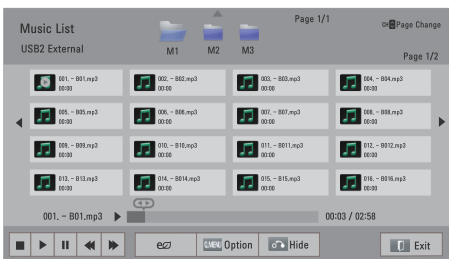 Music List
Page 1/1
CH Page Change
USB2 External
M1
M2
M3
Page 1/2
001. - B01.mp3
00:00
002. - B02.mp3
00:00
003. - B03.mp3
00:00
004. - B04.mp3
00:00
005. - B05.mp3
00:00
006. - B06.mp3
00:00
007. - B07.mp3
00:00
008. - B08.mp3
00:00
009. - B09.mp3
00:00
010. - B10.mp3
00:00
011. - B011.mp3
00:00
012. - B012.mp3
00:00
013. - B13.mp3
00:00
014. - B014.mp3
00:00
015. - B15.mp3
00:00
016. - B016.mp3
00:00
001. - B01.mp3
00:03 / 02:58
Q.MENU Option
Hide
Exit